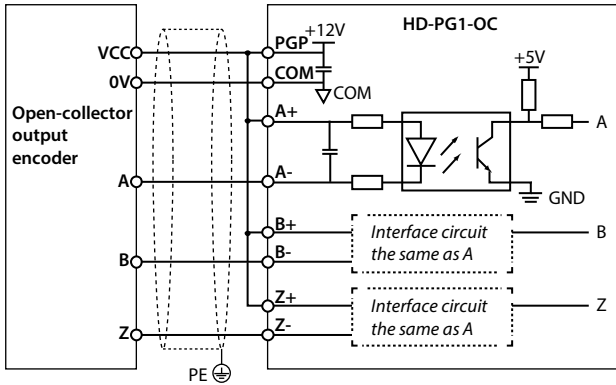 HD-PG1-OC
+12V
VCC
PGP
+5V
0V
COM
COM
Open-collector
output
encoder
A+
A
A
A-
GND
B+
Interface circuit
the same as A
B
B
B-
Z+
Interface circuit
the same as A
Z
Z
Z-
PE